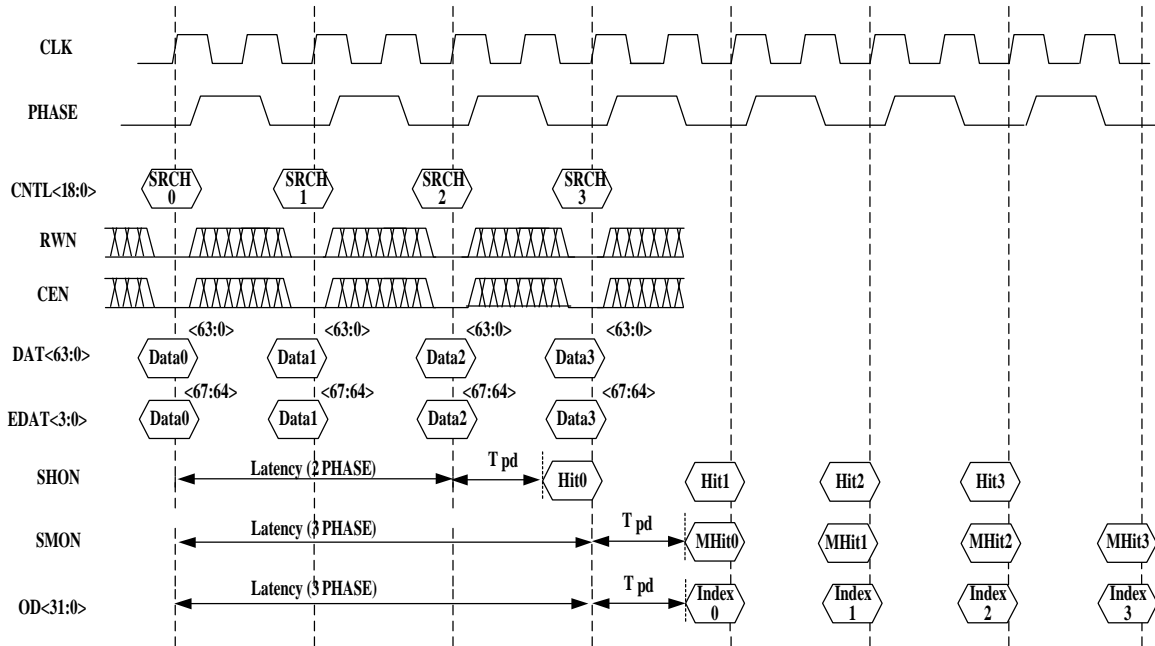 CLK
PHASE
CNTL<18:0>
SRCH
0
SRCH
1
SRCH
2
SRCH
3
RWN
CEN
<63:0>
<63:0>
<63:0>
<63:0>
DAT<63:0>
Data0
Data1
Data2
Data3
<67:64>
<67:64>
<67:64>
<67:64>
EDAT<3:0>
Data0
Data1
Data2
Data3
SHON
Latency (2 PHASE)
T pd
Hit0
Hit1
Hit2
Hit3
SMON
Latency (3 PHASE)
T pd
MHit0
MHit1
MHit2
MHit3
OD<31:0>
Latency (3 PHASE)
T pd
Index
0
Index
1
Index
2
Index
3